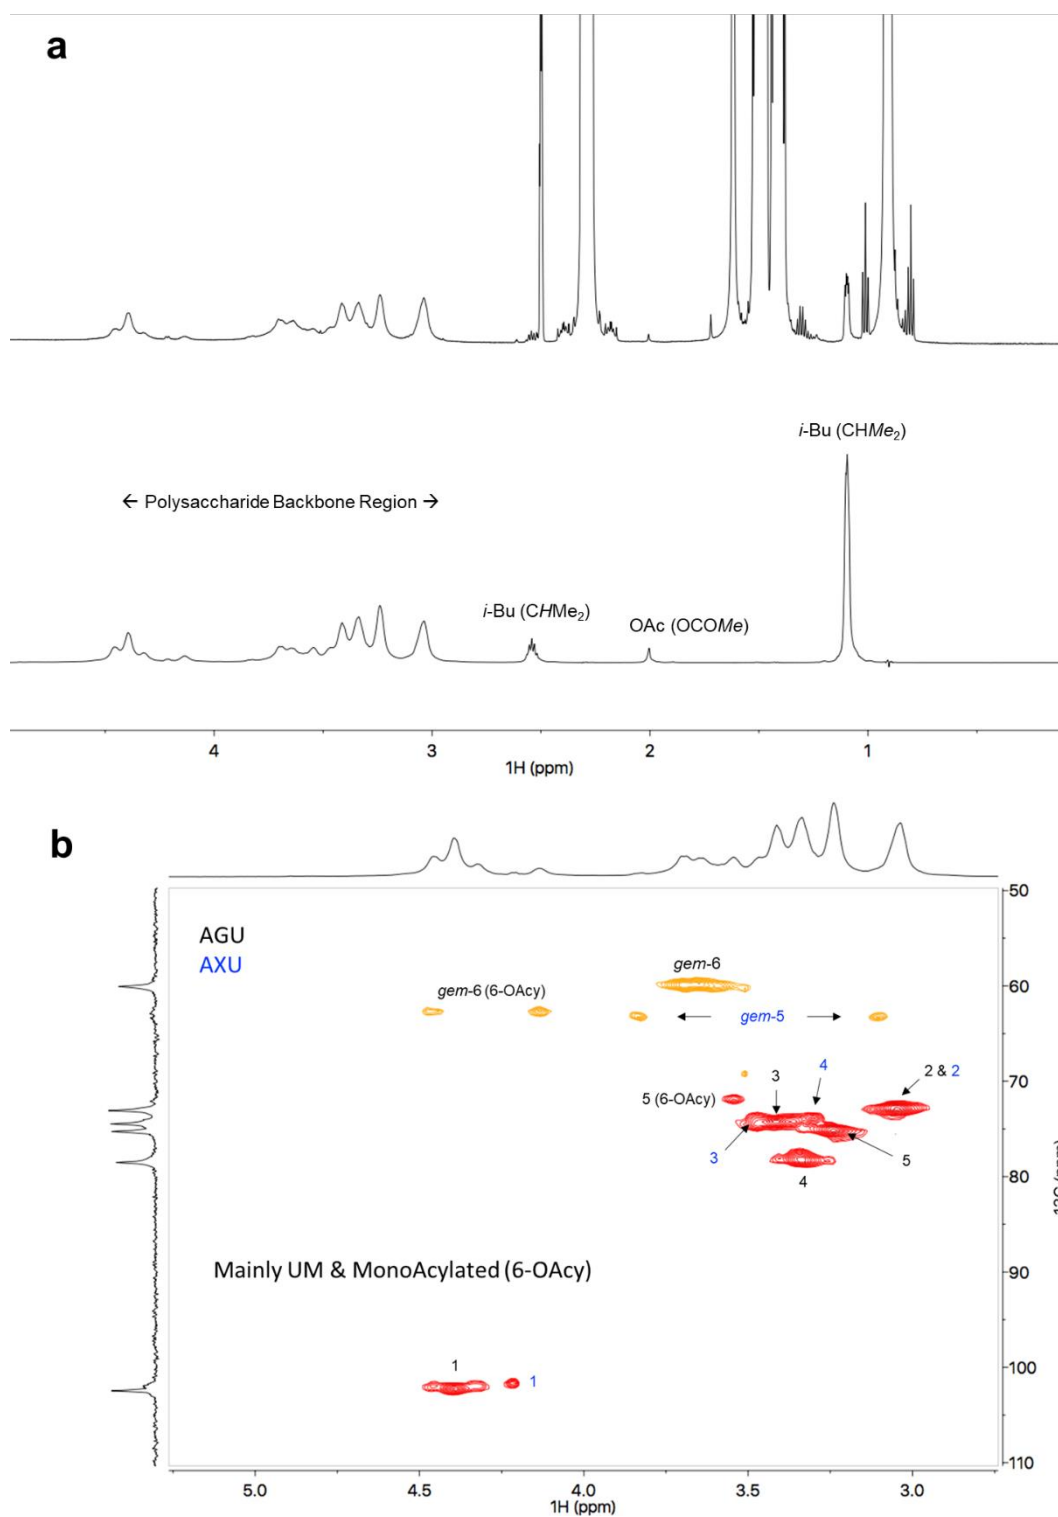 a
i-Bu (CHMe₂)
← Polysaccharide Backbone Region →
i-Bu (CHMe₂)
OAc (OCOMe)
4 3 2 1
1H (ppm)
b
50
AGU
AXU
gem-6
60
gem-6 (6-OAcy)
gem-5
70
3 4 2 & 2
5 (6-OAcy)
3 5
4
80
Mainly UM & MonoAcylated (6-OAcy)
90
1
100
1
110
5.0 4.5 4.0 3.5 3.0
1H (ppm)